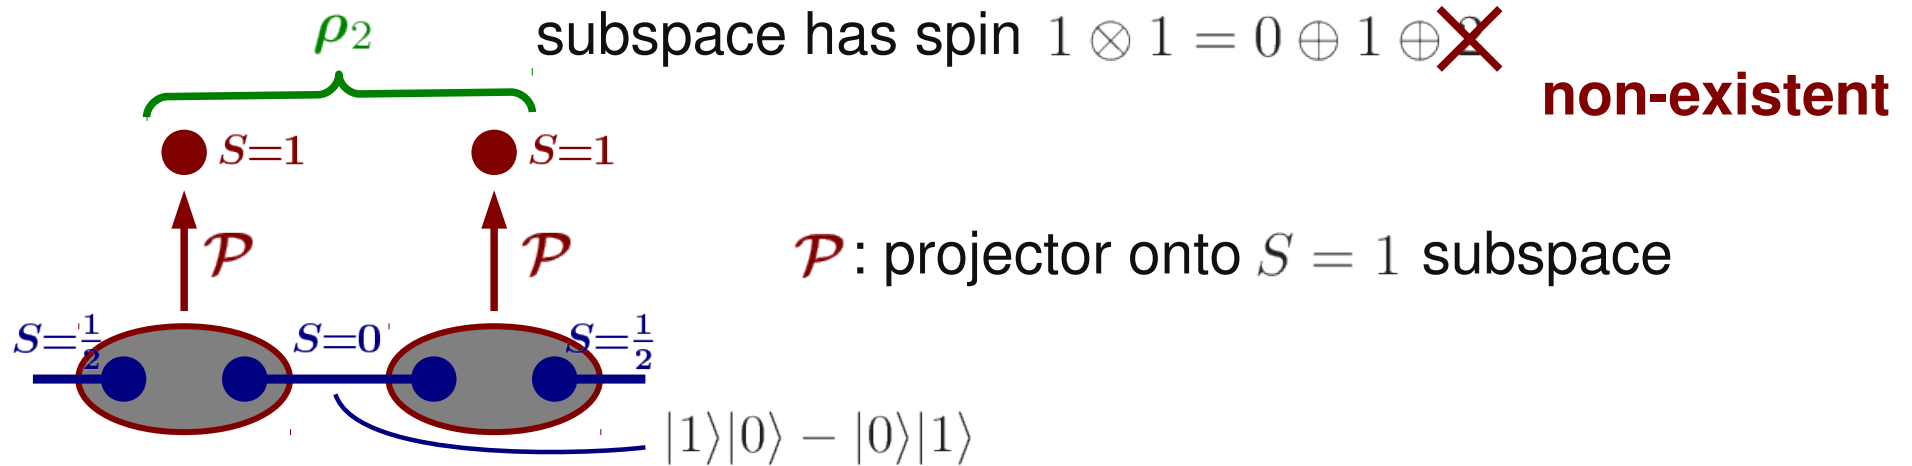 ρ₂ subspace has spin 1 ⊗ 1 = 0 ⊕ 1 ⊕ 2
non-existent
S=1 S=1
𝒫 𝒫 𝒫: projector onto S = 1 subspace
S=½ S=0 S=½
|1⟩|0⟩ − |0⟩|1⟩